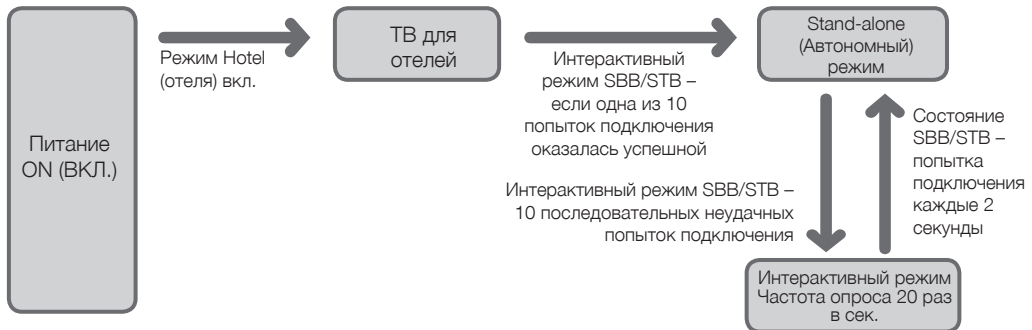 Питание
ON (ВКЛ.)
Режим Hotel
(отеля) вкл.
ТВ для
отелей
Интерактивный
режим SBB/STB –
если одна из 10
попыток подключения
оказалась успешной
Stand-alone
(Автономный)
режим
Интерактивный режим SBB/STB –
10 последовательных неудачных
попыток подключения
Состояние
SBB/STB –
попытка
подключения
каждые 2
секунды
Интерактивный режим
Частота опроса 20 раз
в сек.